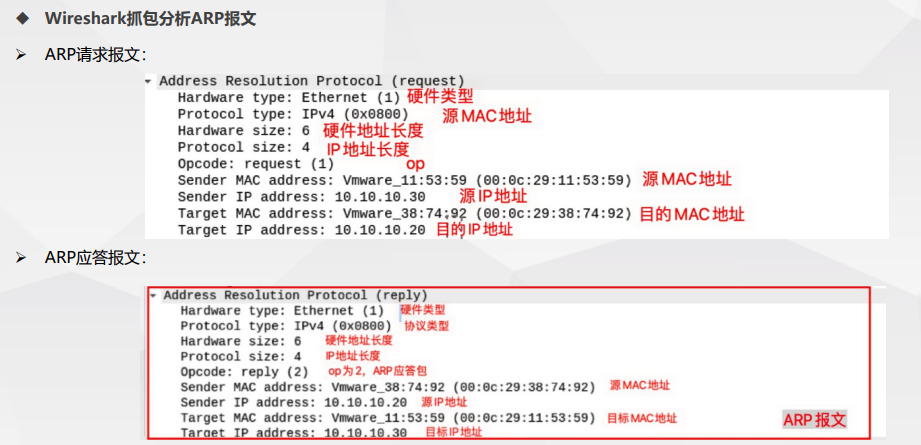 ◆ Wireshark抓包分析ARP报文
➢ ARP请求报文:
Address Resolution Protocol (request)
Hardware type: Ethernet (1) 硬件类型
Protocol type: IPv4 (0x0800) 源MAC地址
Hardware size: 6 硬件地址长度
Protocol size: 4 IP地址长度
Opcode: request (1) op
Sender MAC address: Vmware_11:53:59 (00:0c:29:11:53:59) 源MAC地址
Sender IP address: 10.10.10.30 源IP地址
Target MAC address: Vmware_38:74:92 (00:0c:29:38:74:92) 目的MAC地址
Target IP address: 10.10.10.20 目的IP地址
➢ ARP应答报文:
Address Resolution Protocol (reply)
Hardware type: Ethernet (1) 硬件类型
Protocol type: IPv4 (0x0800) 协议类型
Hardware size: 6 硬件地址长度
Protocol size: 4 IP地址长度
Opcode: reply (2) op为2，ARP应答包
Sender MAC address: Vmware_38:74:92 (00:0c:29:38:74:92) 源MAC地址
Sender IP address: 10.10.10.20 源IP地址
Target MAC address: Vmware_11:53:59 (00:0c:29:11:53:59) 目标MAC地址
ARP报文
Target IP address: 10.10.10.30 目标IP地址